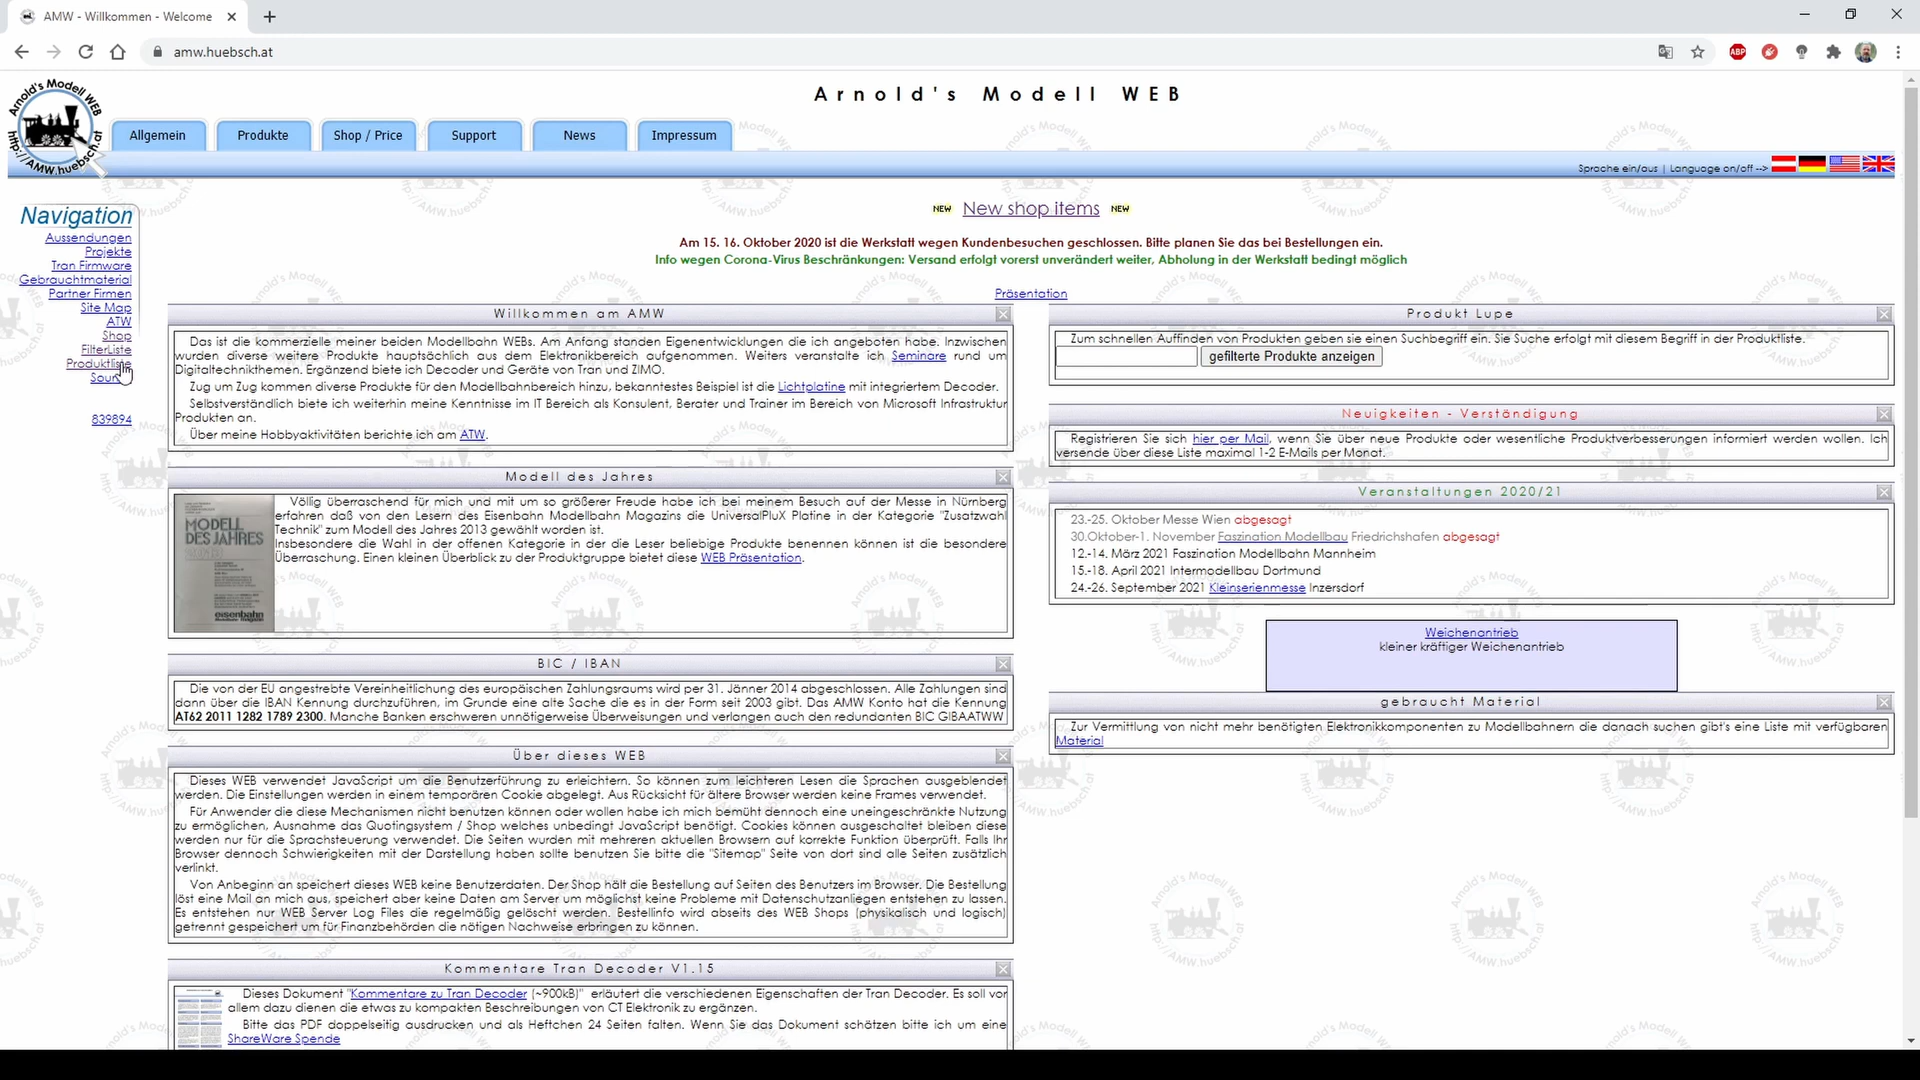 AMW - Willkommen - Welcome
amw.huebsch.at
ABP
Arnold's Modell WEB
http://AMW.huebsch.at
Arnold's Modell WEB
Allgemein
Produkte
Shop / Price
Support
News
Impressum
Sprache ein/aus | Language on/off -->
Navigation
Aussendungen
Projekte
Tran Firmware
Gebrauchtmaterial
Partner Firmen
Site Map
ATW
Shop
FilterListe
Produktliste
839894
NEW New shop items NEW
Am 15. 16. Oktober 2020 ist die Werkstatt wegen Kundenbesuchen geschlossen. Bitte planen Sie das bei Bestellungen ein.
Info wegen Corona-Virus Beschränkungen: Versand erfolgt vorerst unverändert weiter, Abholung in der Werkstatt bedingt möglich
Präsentation
Willkommen am AMW
Das ist die kommerzielle meiner beiden Modellbahn WEBs. Am Anfang standen Eigenentwicklungen die ich angeboten habe. Inzwischen
wurden diverse weitere Produkte hauptsächlich aus dem Elektronikbereich aufgenommen. Weiters veranstalte ich Seminare rund um
Digitaltechnikthemen. Ergänzend biete ich Decoder und Geräte von Tran und ZIMO.
Zug um Zug kommen diverse Produkte für den Modellbahnbereich hinzu, bekanntestes Beispiel ist die Lichtplatine mit integriertem Decoder.
Selbstverständlich biete ich weiterhin meine Kenntnisse im IT Bereich als Konsulent, Berater und Trainer im Bereich von Microsoft Infrastruktur
Produkten an.
Über meine Hobbyaktivitäten berichte ich am ATW.
Modell des Jahres
MODELL
DES JAHRES
eisenbahn
Völlig überraschend für mich und mit um so größerer Freude habe ich bei meinem Besuch auf der Messe in Nürnberg
erfahren daß von den Lesern des Eisenbahn Modellbahn Magazins die UniversalPluX Platine in der Kategorie "Zusatzwahl
Technik" zum Modell des Jahres 2013 gewählt worden ist.
Insbesondere die Wahl in der offenen Kategorie in der die Leser beliebige Produkte benennen können ist die besondere
Überraschung. Einen kleinen Überblick zu der Produktgruppe bietet diese WEB Präsentation.
BIC / IBAN
Die von der EU angestrebte Vereinheitlichung des europäischen Zahlungsraums wird per 31. Jänner 2014 abgeschlossen. Alle Zahlungen sind
dann über die IBAN Kennung durchzuführen, im Grunde eine alte Sache die es in der Form seit 2003 gibt. Das AMW Konto hat die Kennung
AT62 2011 1282 1789 2300. Manche Banken erschweren unnötigerweise Überweisungen und verlangen auch den redundanten BIC GIBAATWW
Über dieses WEB
Dieses WEB verwendet JavaScript um die Benutzerführung zu erleichtern. So können zum leichteren Lesen die Sprachen ausgeblendet
werden. Die Einstellungen werden in einem temporären Cookie abgelegt. Aus Rücksicht für ältere Browser werden keine Frames verwendet.
Für Anwender die diese Mechanismen nicht benutzen können oder wollen habe ich mich bemüht dennoch eine uneingeschränkte Nutzung
zu ermöglichen, Ausnahme das Quotingsystem / Shop welches unbedingt JavaScript benötigt. Cookies können ausgeschaltet bleiben diese
werden nur für die Sprachsteuerung verwendet. Die Seiten wurden mit mehreren aktuellen Browsern auf korrekte Funktion überprüft. Falls Ihr
Browser dennoch Schwierigkeiten mit der Darstellung haben sollte benutzen Sie bitte die "Sitemap" Seite von dort sind alle Seiten zusätzlich
verlinkt.
Von Anbeginn an speichert dieses WEB keine Benutzerdaten. Der Shop hält die Bestellung auf Seiten des Benutzers im Browser. Die Bestellung
löst eine Mail an mich aus, speichert aber keine Daten am Server um möglichst keine Probleme mit Datenschutzanliegen entstehen zu lassen.
Es entstehen nur WEB Server Log Files die regelmäßig gelöscht werden. Bestellinfo wird abseits des WEB Shops (physikalisch und logisch)
getrennt gespeichert um für Finanzbehörden die nötigen Nachweise erbringen zu können.
Kommentare Tran Decoder V1.15
Dieses Dokument "Kommentare zu Tran Decoder (~900kB)" erläutert die verschiedenen Eigenschaften der Tran Decoder. Es soll vor
allem dazu dienen die etwas zu kompakten Beschreibungen von CT Elektronik zu ergänzen.
Bitte das PDF doppelseitig ausdrucken und als Heftchen 24 Seiten falten. Wenn Sie das Dokument schätzen bitte ich um eine
ShareWare Spende
Produkt Lupe
Zum schnellen Auffinden von Produkten geben sie einen Suchbegriff ein. Sie Suche erfolgt mit diesem Begriff in der Produktliste.
gefilterte Produkte anzeigen
Neuigkeiten - Verständigung
Registrieren Sie sich hier per Mail, wenn Sie über neue Produkte oder wesentliche Produktverbesserungen informiert werden wollen. Ich
versende über diese Liste maximal 1-2 E-Mails per Monat.
Veranstaltungen 2020/21
23.-25. Oktober Messe Wien abgesagt
30.Oktober-1. November Faszination Modellbau Friedrichshafen abgesagt
12.-14. März 2021 Faszination Modellbahn Mannheim
15.-18. April 2021 Intermodellbau Dortmund
24.-26. September 2021 Kleinserienmesse Inzersdorf
Weichenantrieb
kleiner kräftiger Weichenantrieb
gebraucht Material
Zur Vermittlung von nicht mehr benötigten Elektronikkomponenten zu Modellbahnern die danach suchen gibt's eine Liste mit verfügbaren
Material